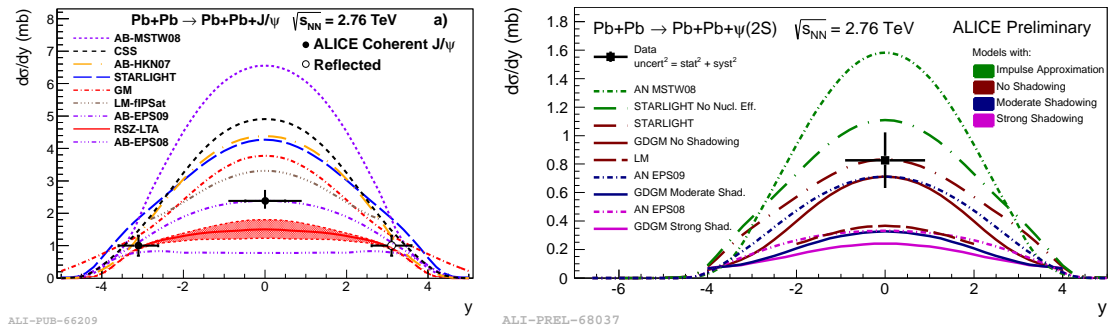 Pb+Pb → Pb+Pb+J/ψ √sNN = 2.76 TeV a)
AB-MSTW08
CSS
AB-HKN07
STARLIGHT
GM
LM-fIPSat
AB-EPS09
RSZ-LTA
AB-EPS08
ALICE Coherent J/ψ
Reflected
dσ/dy (mb)
8
7
6
5
4
3
2
1
0
-4 -2 0 2 4
y
ALI-PUB-66209
Pb+Pb → Pb+Pb+ψ(2S) √sNN = 2.76 TeV ALICE Preliminary
Data
uncert² = stat² + syst²
AN MSTW08
STARLIGHT No Nucl. Eff.
STARLIGHT
GDGM No Shadowing
LM
AN EPS09
GDGM Moderate Shad.
AN EPS08
GDGM Strong Shad.
Models with:
Impulse Approximation
No Shadowing
Moderate Shadowing
Strong Shadowing
dσ/dy (mb)
1.8
1.6
1.4
1.2
1
0.8
0.6
0.4
0.2
0
-6 -4 -2 0 2 4
y
ALI-PREL-68037